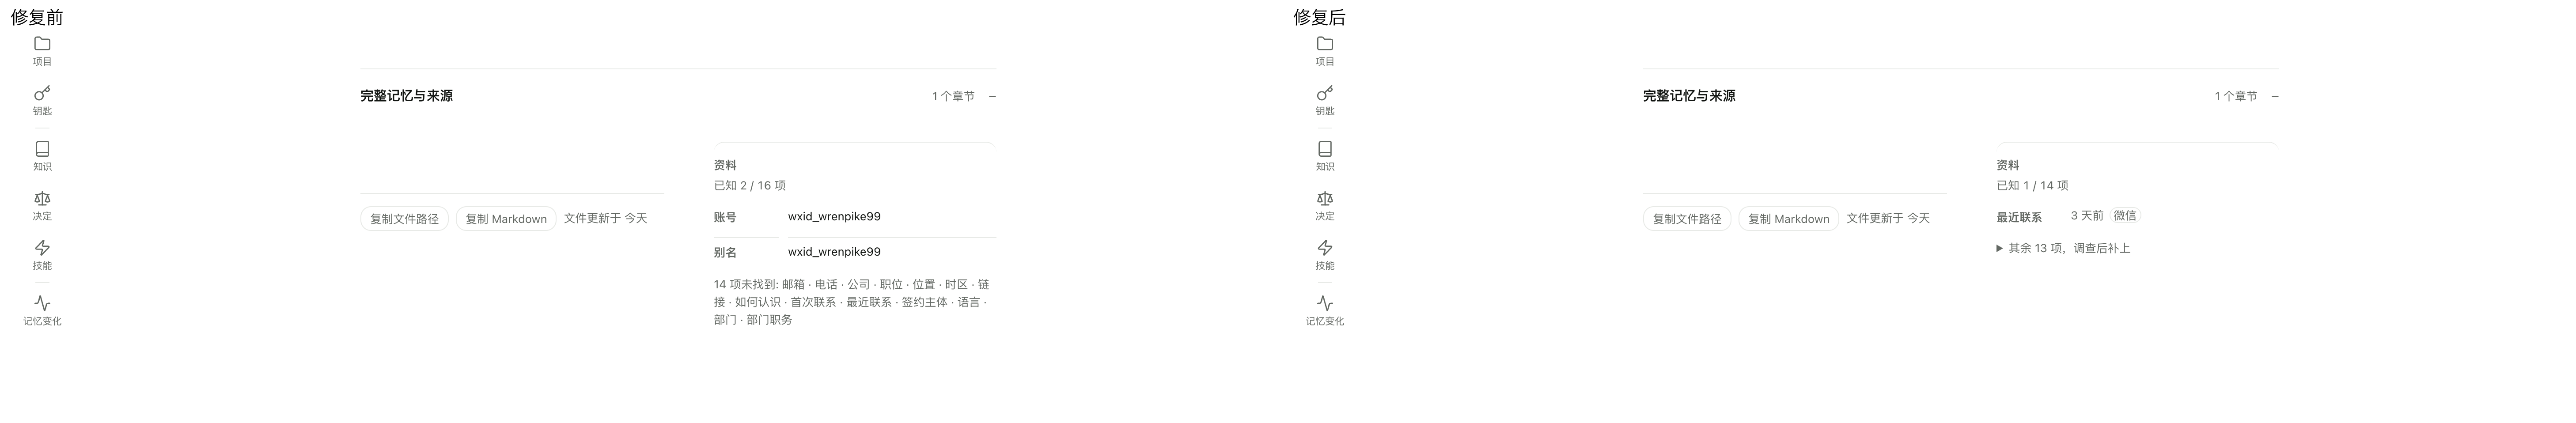 修复前
项目
钥匙
知识
决定
技能
记忆变化
完整记忆与来源
1 个章节 −
复制文件路径 复制 Markdown 文件更新于 今天
资料
已知 2 / 16 项
账号 wxid_wrenpike99
别名 wxid_wrenpike99
14 项未找到: 邮箱 · 电话 · 公司 · 职位 · 位置 · 时区 · 链
接 · 如何认识 · 首次联系 · 最近联系 · 签约主体 · 语言 ·
部门 · 部门职务
修复后
项目
钥匙
知识
决定
技能
记忆变化
完整记忆与来源
1 个章节 −
复制文件路径 复制 Markdown 文件更新于 今天
资料
已知 1 / 14 项
最近联系 3 天前 微信
▶ 其余 13 项，调查后补上